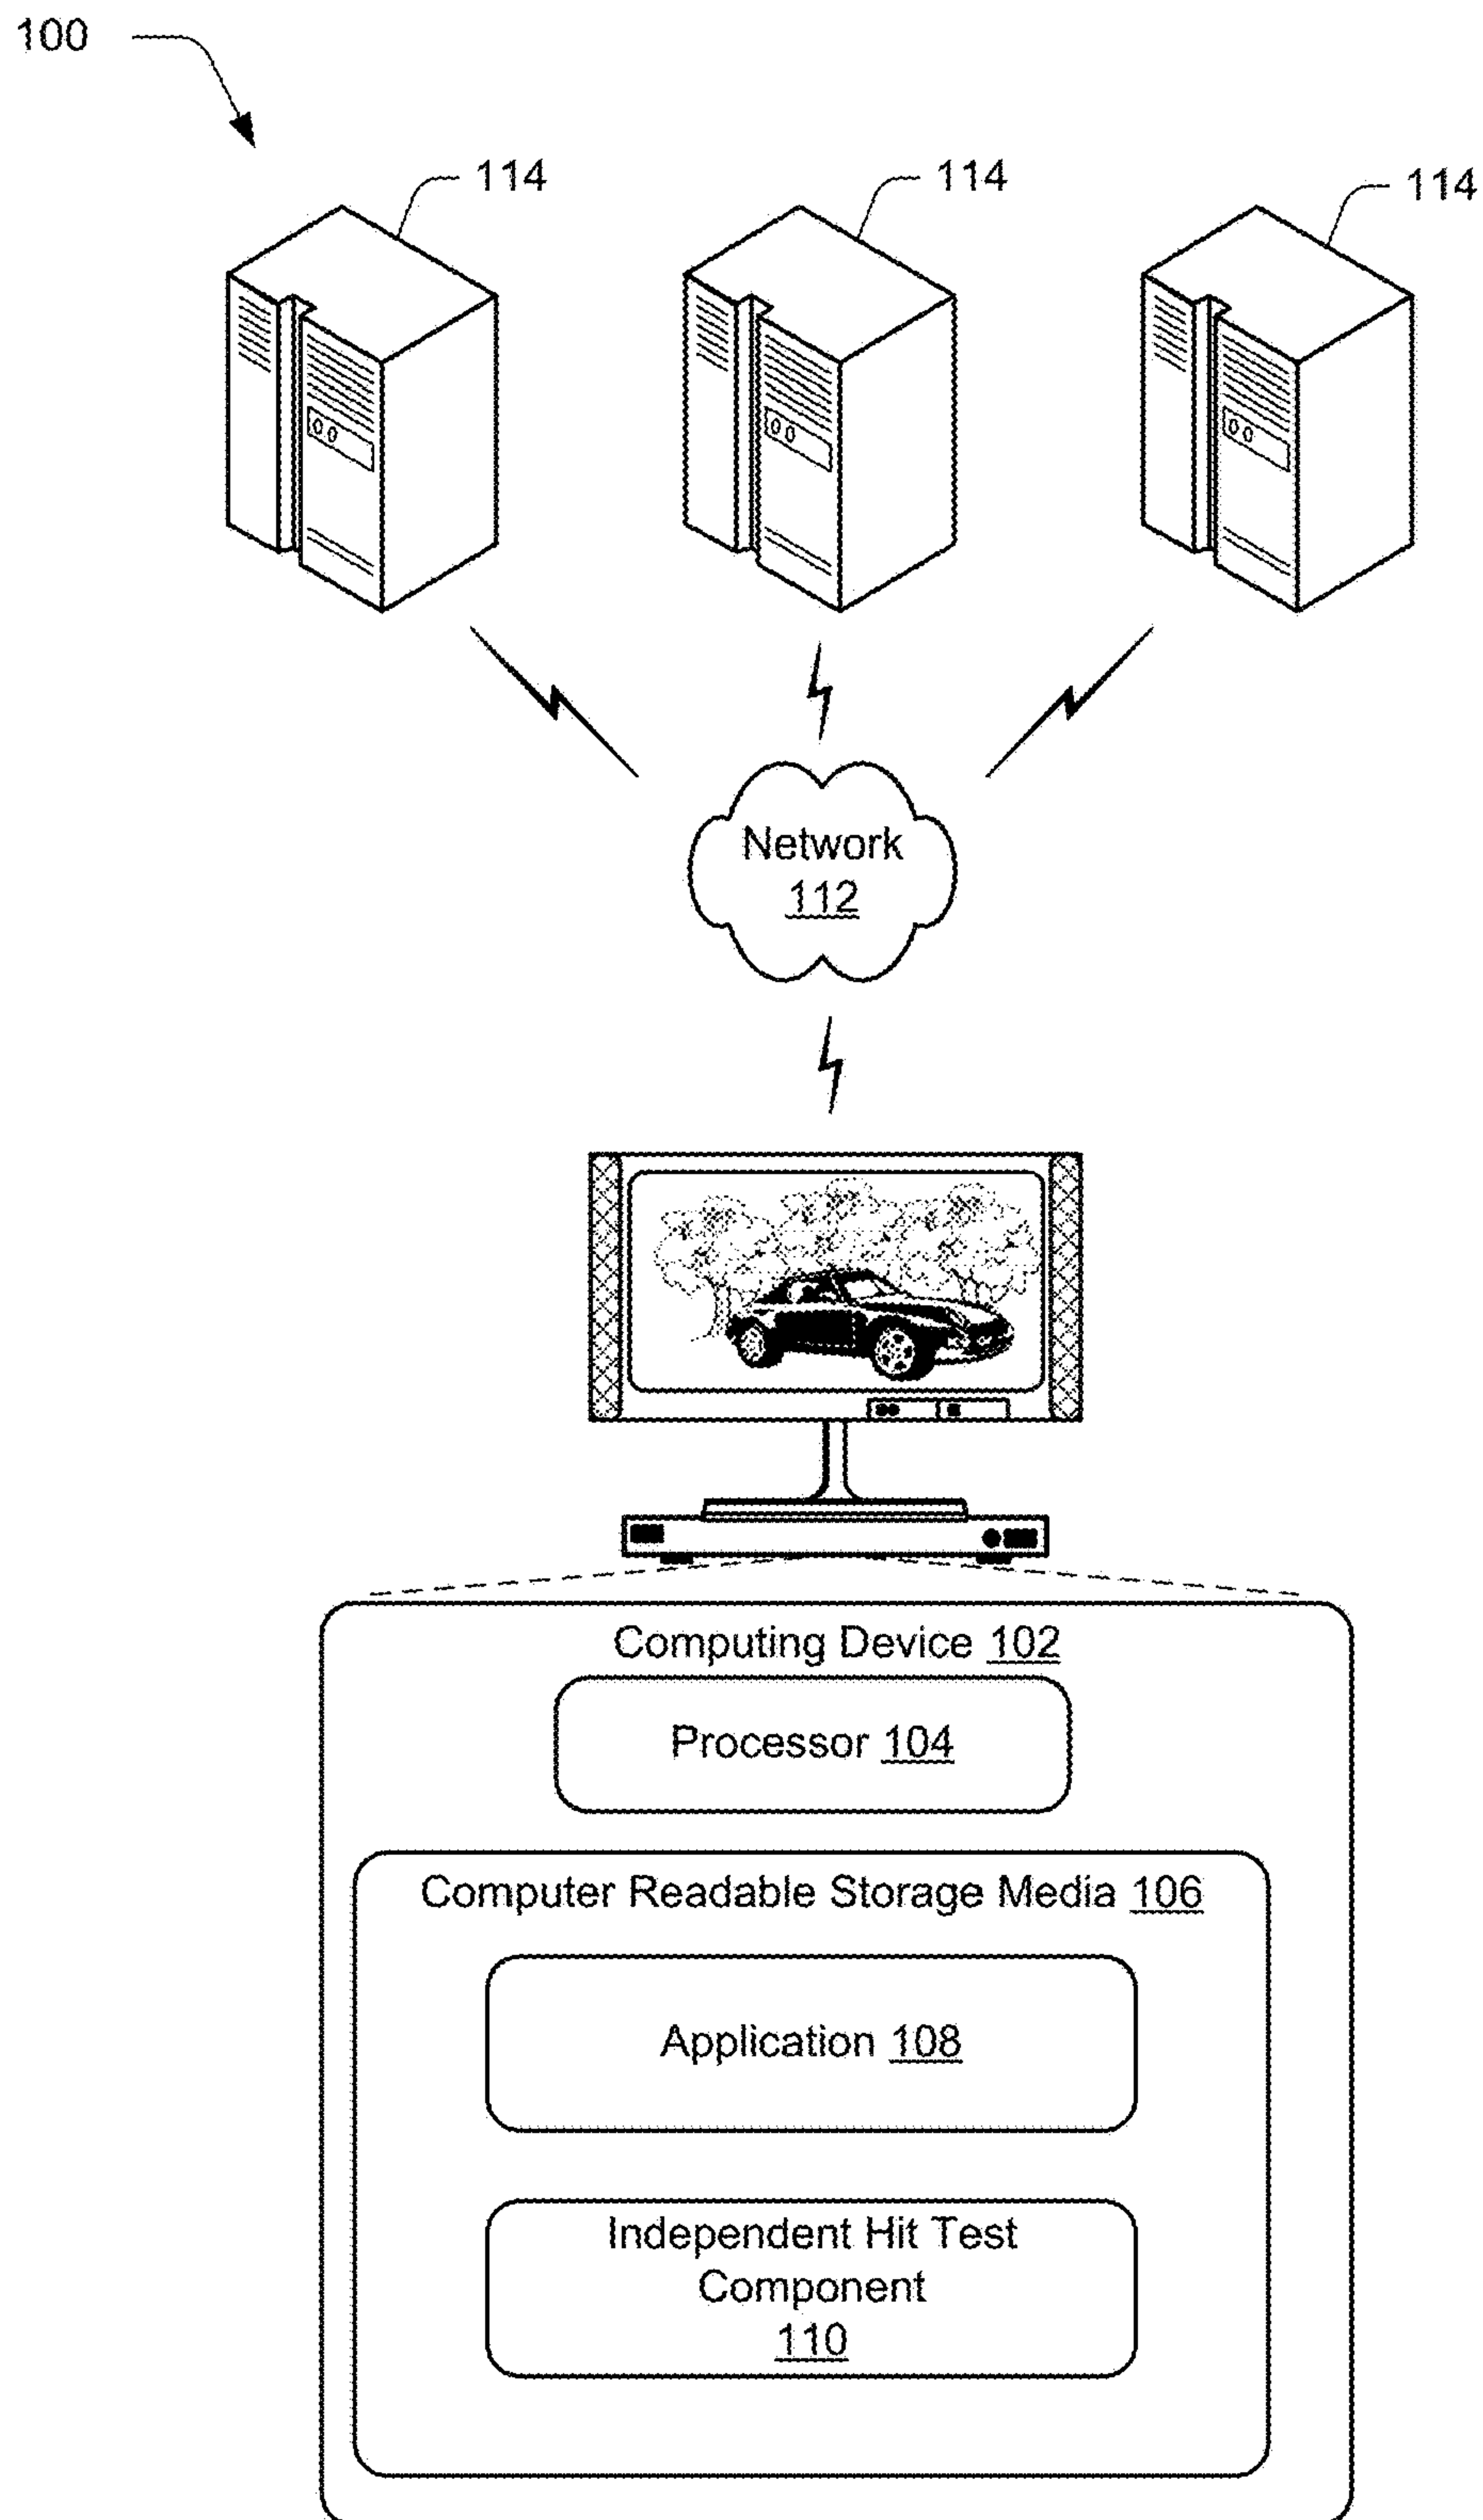 100
114
114
114
Network
112
Computing Device 102
Processor 104
Computer Readable Storage Media 106
Application 108
Independent Hit Test
Component
110